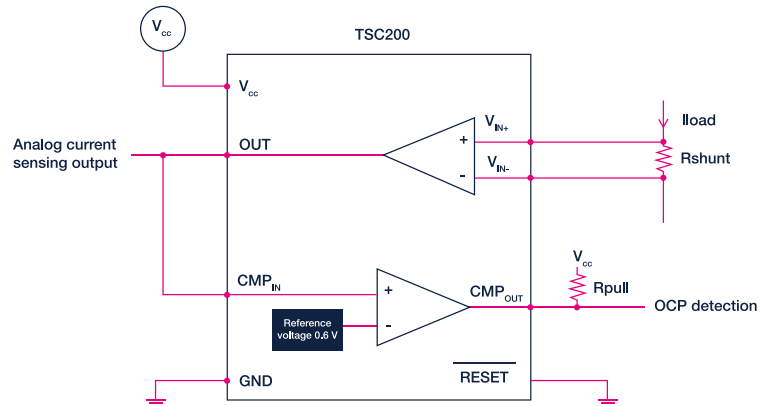 Vcc
TSC200
Vcc
Analog current
sensing output
OUT
VIN+
+
VIN-
-
Iload
Rshunt
CMPIN
+
-
Reference
voltage 0.6 V
CMPOUT
Vcc
Rpull
OCP detection
GND
RESET